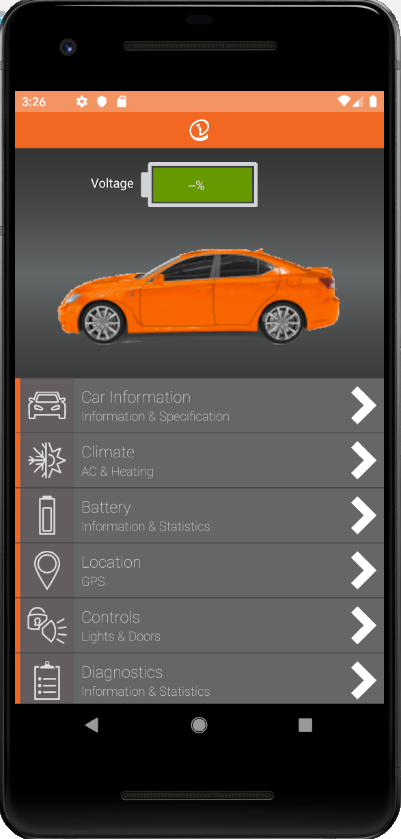 3:26
Voltage
--%
Car Information
Information & Specification
Climate
AC & Heating
Battery
Information & Statistics
Location
GPS
Controls
Lights & Doors
Diagnostics
Information & Statistics